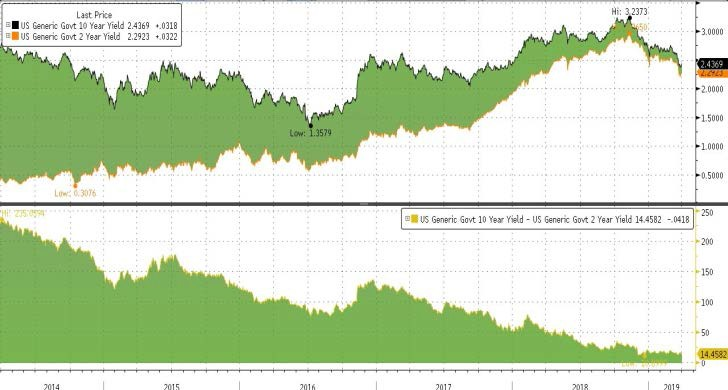 Last Price
US Generic Govt 10 Year Yield 2.4369 +.0318
US Generic Govt 2 Year Yield 2.2923 +.0322
Hi: 3.2373
3.0000
2.4369
2.2923
2.0000
1.5000
1.0000
0.5000
Low: 1.3579
Low: 0.3076
US Generic Govt 10 Year Yield - US Generic Govt 2 Year Yield 14.4582 -.0418
250
200
150
100
50
14.4582
0
2014 2015 2016 2017 2018 2019